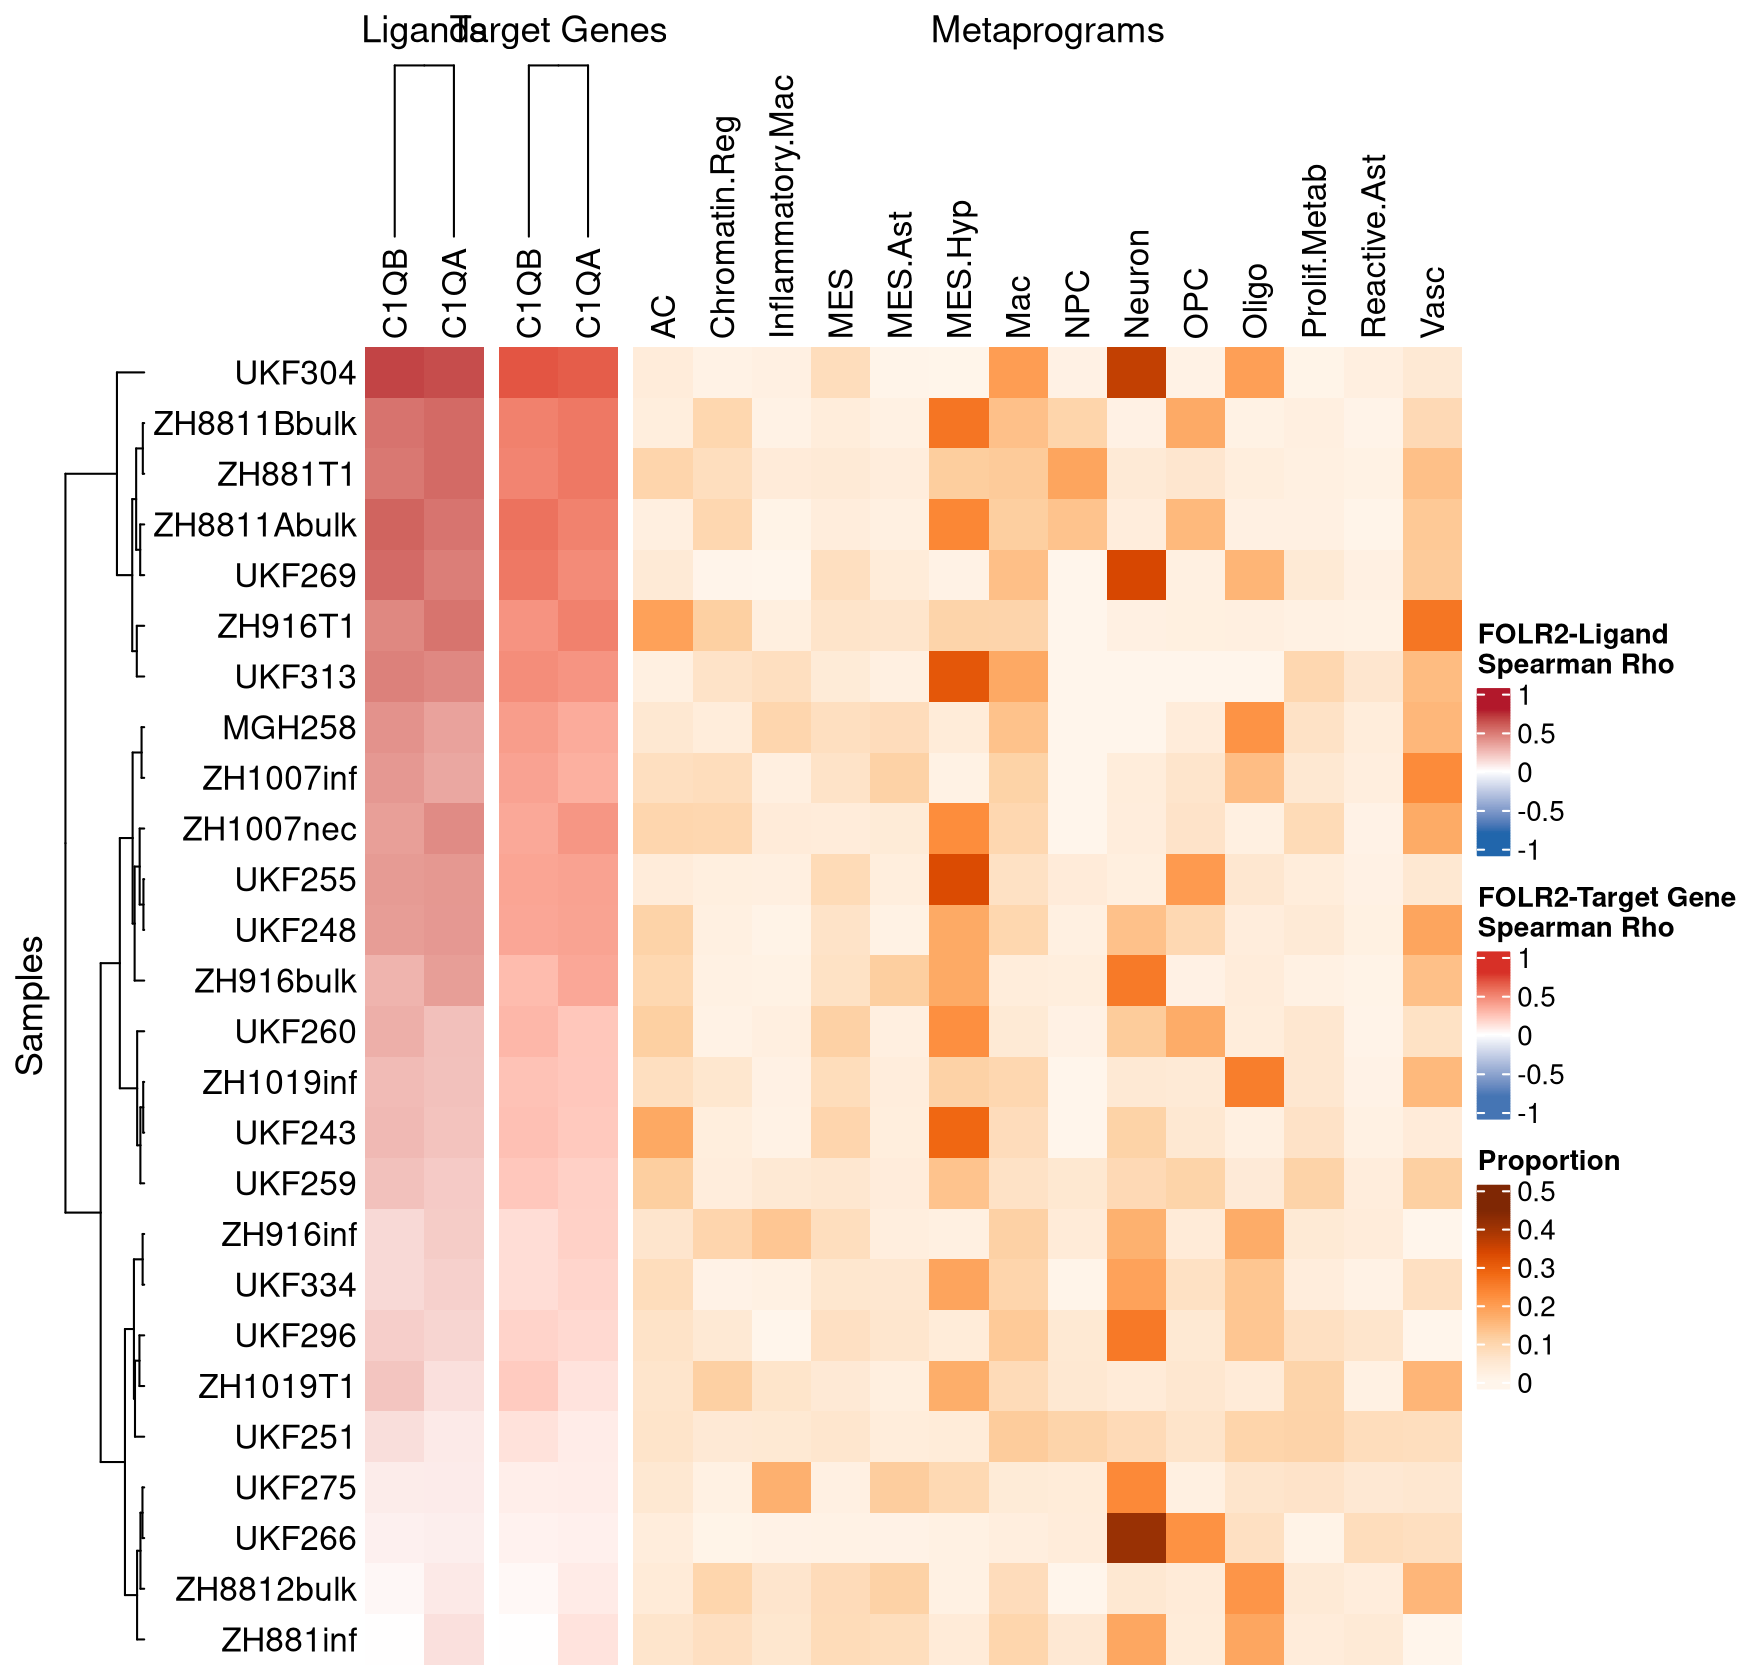 Ligands Target Genes Metaprograms
C1QB C1QA C1QB C1QA AC Chromatin.Reg Inflammatory.Mac MES MES.Ast MES.Hyp Mac NPC Neuron OPC Oligo Prolif.Metab Reactive.Ast Vasc
Samples
UKF304
ZH8811Bbulk
ZH881T1
ZH8811Abulk
UKF269
ZH916T1
UKF313
MGH258
ZH1007inf
ZH1007nec
UKF255
UKF248
ZH916bulk
UKF260
ZH1019inf
UKF243
UKF259
ZH916inf
UKF334
UKF296
ZH1019T1
UKF251
UKF275
UKF266
ZH8812bulk
ZH881inf
FOLR2-Ligand
Spearman Rho
1
0.5
0
-0.5
-1
FOLR2-Target Gene
Spearman Rho
1
0.5
0
-0.5
-1
Proportion
0.5
0.4
0.3
0.2
0.1
0